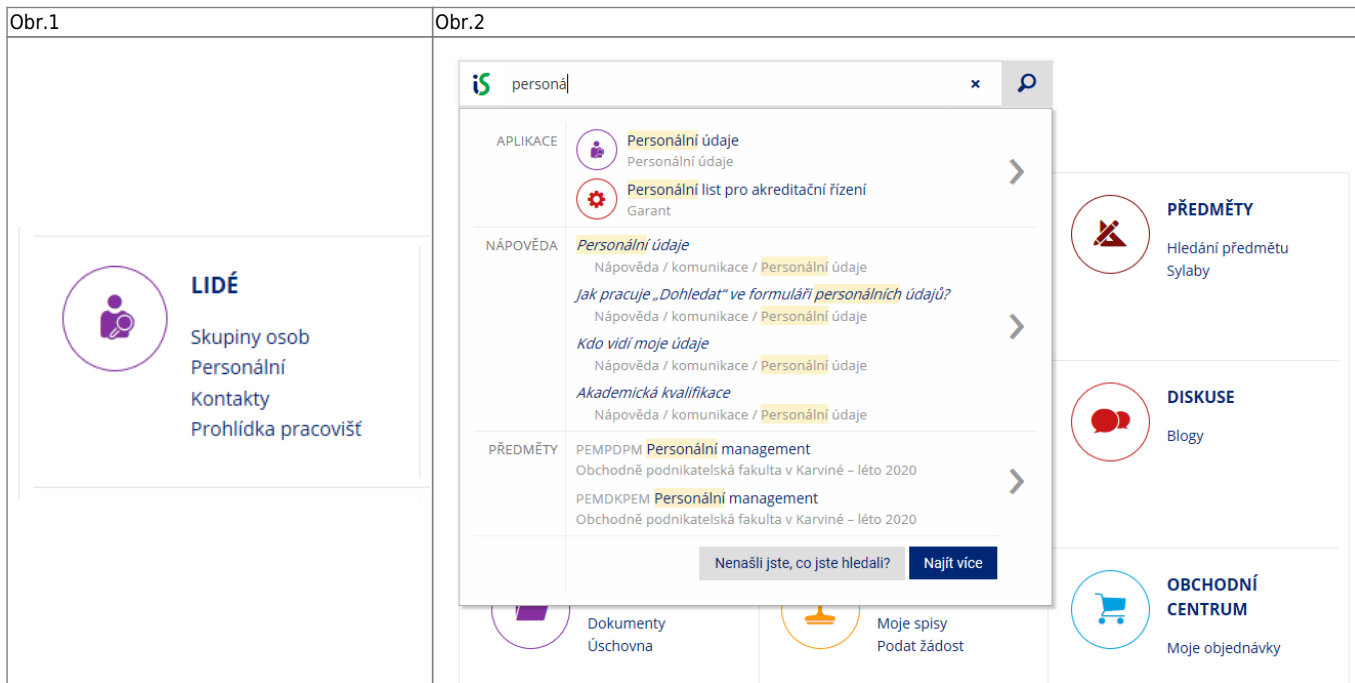 Obr.1
Obr.2
LIDÉ
Skupiny osob
Personální
Kontakty
Prohlídka pracovišť
iS personá
APLIKACE
Personální údaje
Personální údaje
Personální list pro akreditační řízení
Garant
NÁPOVĚDA
Personální údaje
Nápověda / komunikace / Personální údaje
Jak pracuje „Dohledat“ ve formuláři personálních údajů?
Nápověda / komunikace / Personální údaje
Kdo vidí moje údaje
Nápověda / komunikace / Personální údaje
Akademická kvalifikace
Nápověda / komunikace / Personální údaje
PŘEDMĚTY
PEMPDPM Personální management
Obchodně podnikatelská fakulta v Karviné – léto 2020
PEMDKPEM Personální management
Obchodně podnikatelská fakulta v Karviné – léto 2020
Nenašli jste, co jste hledali?
Najít více
PŘEDMĚTY
Hledání předmětu
Sylaby
DISKUSE
Blogy
Dokumenty
Úschovna
Moje spisy
Podat žádost
OBCHODNÍ
CENTRUM
Moje objednávky